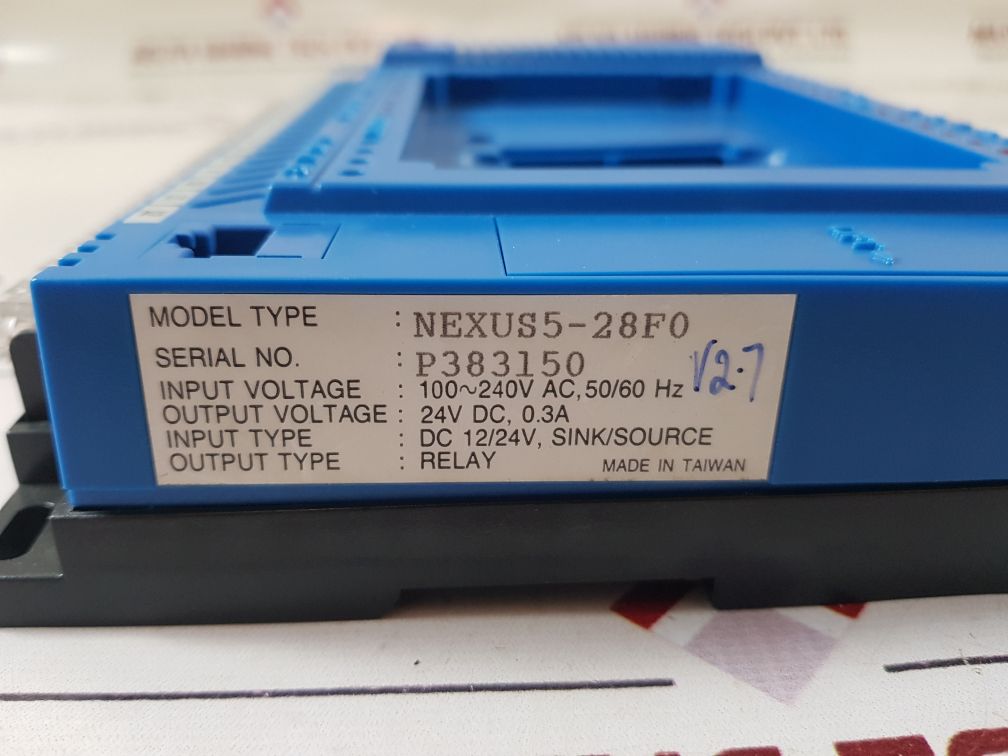 MODEL TYPE : NEXUS5-28F0
SERIAL NO. : P383150
V2.7
INPUT VOLTAGE : 100~240V AC, 50/60 Hz
OUTPUT VOLTAGE : 24V DC, 0.3A
INPUT TYPE : DC 12/24V, SINK/SOURCE
OUTPUT TYPE : RELAY
MADE IN TAIWAN